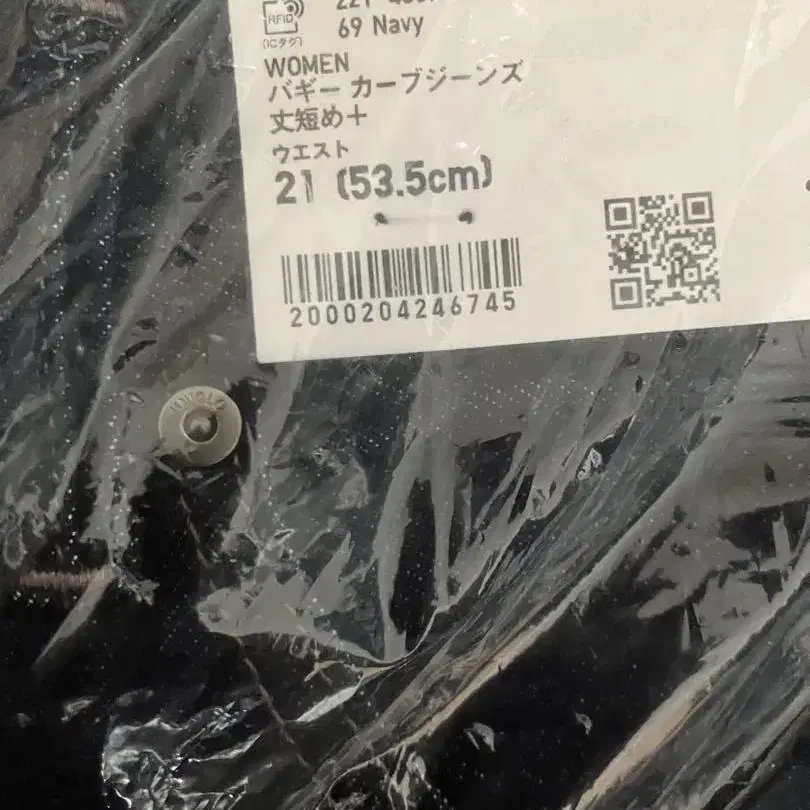 RFID
(ICタグ)
69 Navy
WOMEN
バギー カーブジーンズ
丈短め＋
ウエスト
21 (53.5cm)
2000204246745
UNIQLO